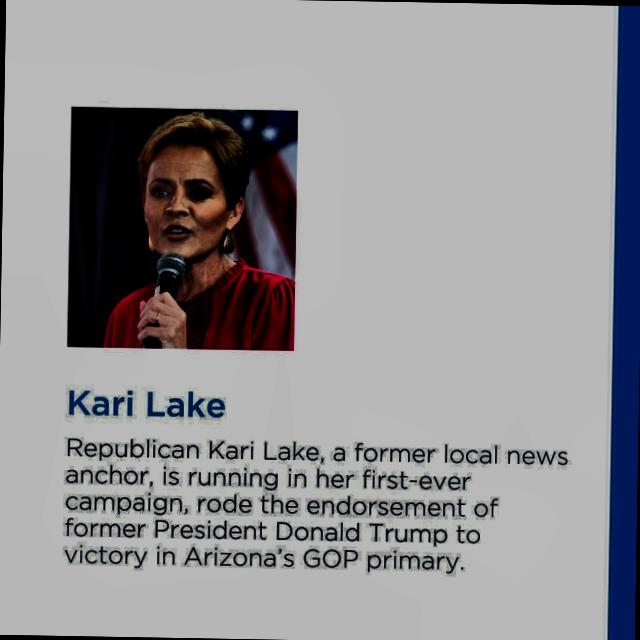 Kari Lake
Republican Kari Lake, a former local news
anchor, is running in her first-ever
campaign, rode the endorsement of
former President Donald Trump to
victory in Arizona's GOP primary.